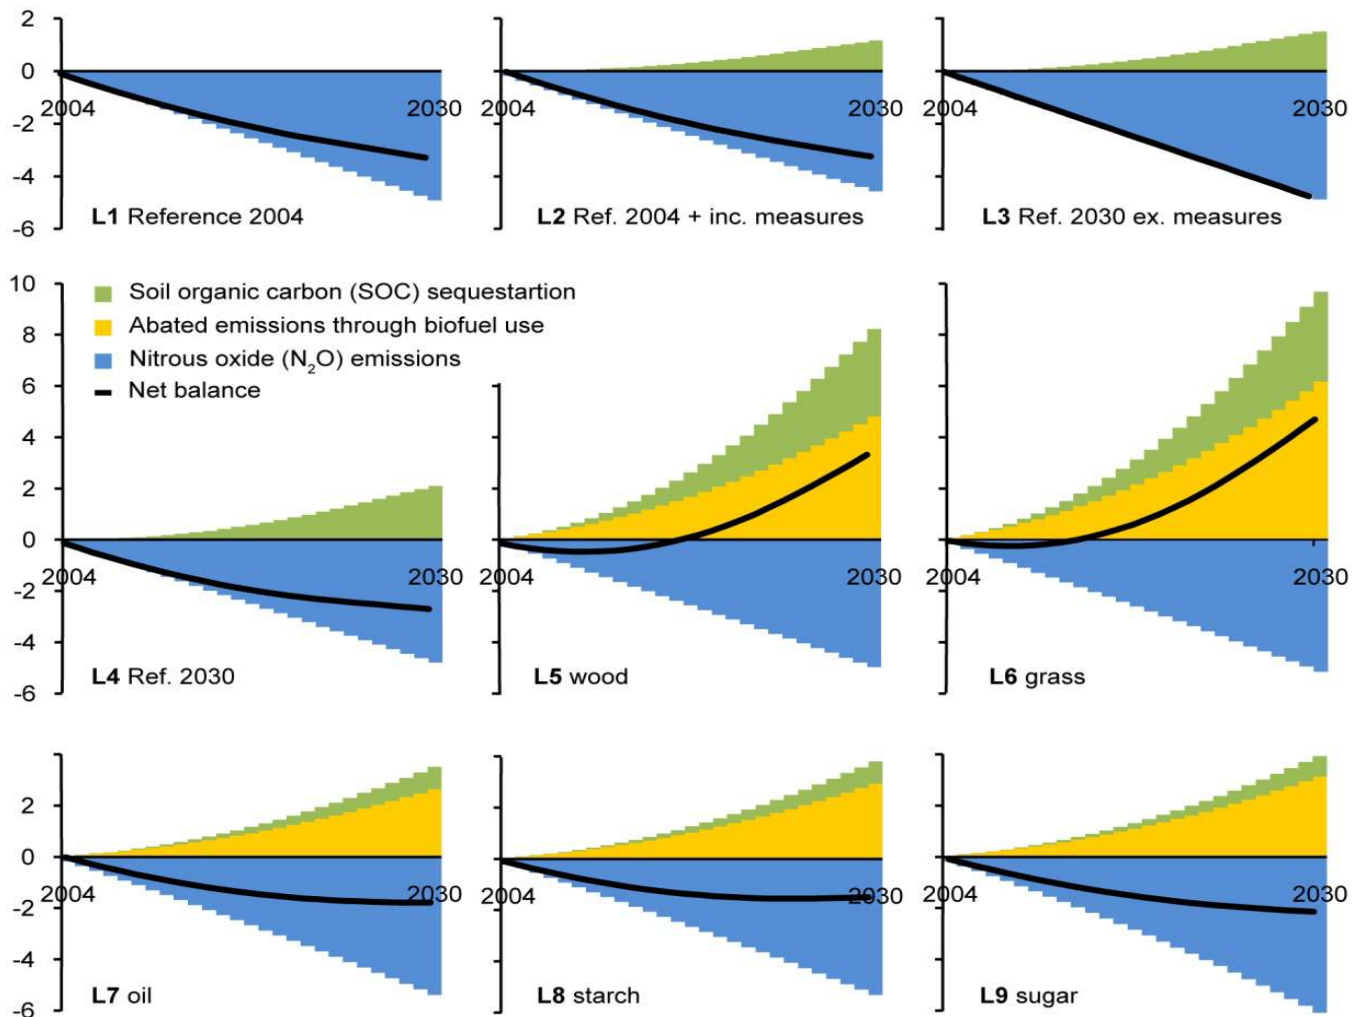 2
0
-2
-4
-6
2004
2030
L1 Reference 2004
2004
2030
L2 Ref. 2004 + inc. measures
2004
2030
L3 Ref. 2030 ex. measures
10
8
6
4
2
0
-2
-4
-6
Soil organic carbon (SOC) sequestartion
Abated emissions through biofuel use
Nitrous oxide (N₂O) emissions
Net balance
2004
2030
L4 Ref. 2030
2004
2030
L5 wood
2004
2030
L6 grass
2
0
-2
-4
-6
2004
2030
L7 oil
2004
2030
L8 starch
2004
2030
L9 sugar